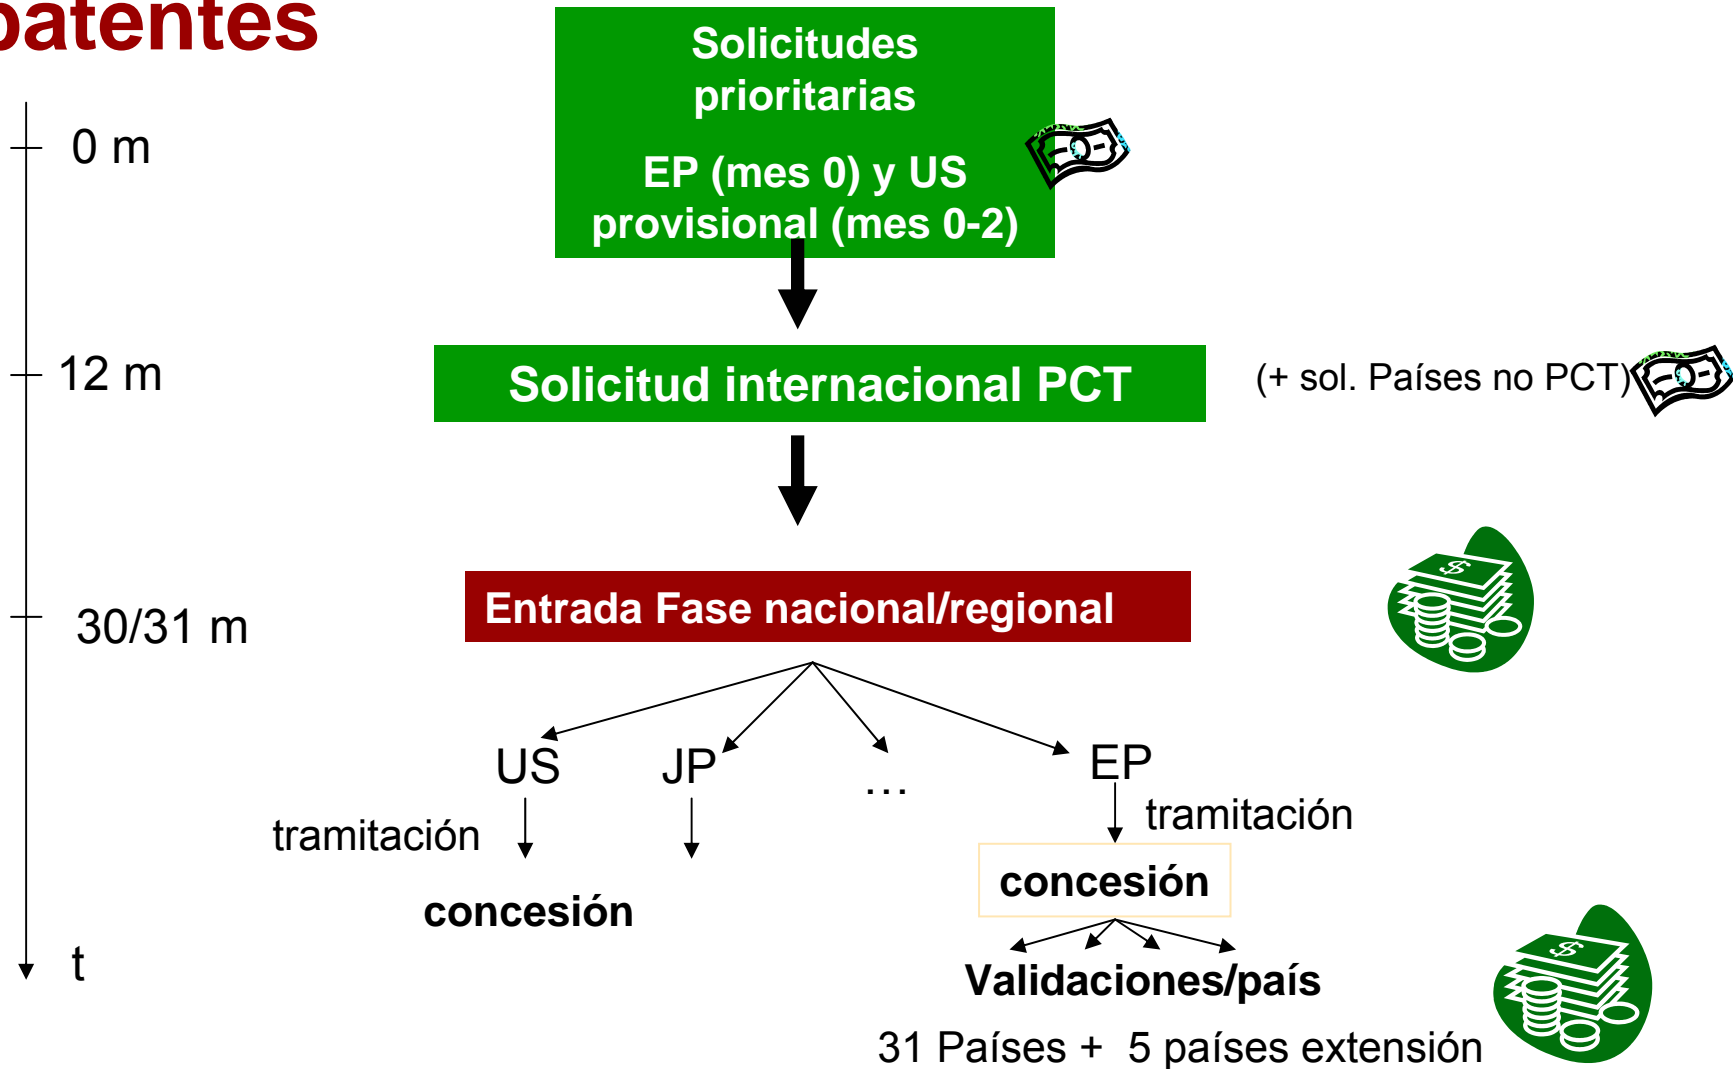 patentes
Solicitudes
prioritarias
EP (mes 0) y US
provisional (mes 0-2)
0 m
12 m
Solicitud internacional PCT
(+ sol. Países no PCT)
30/31 m
Entrada Fase nacional/regional
US
JP
…
EP
tramitación
tramitación
concesión
concesión
t
Validaciones/país
31 Países + 5 países extensión